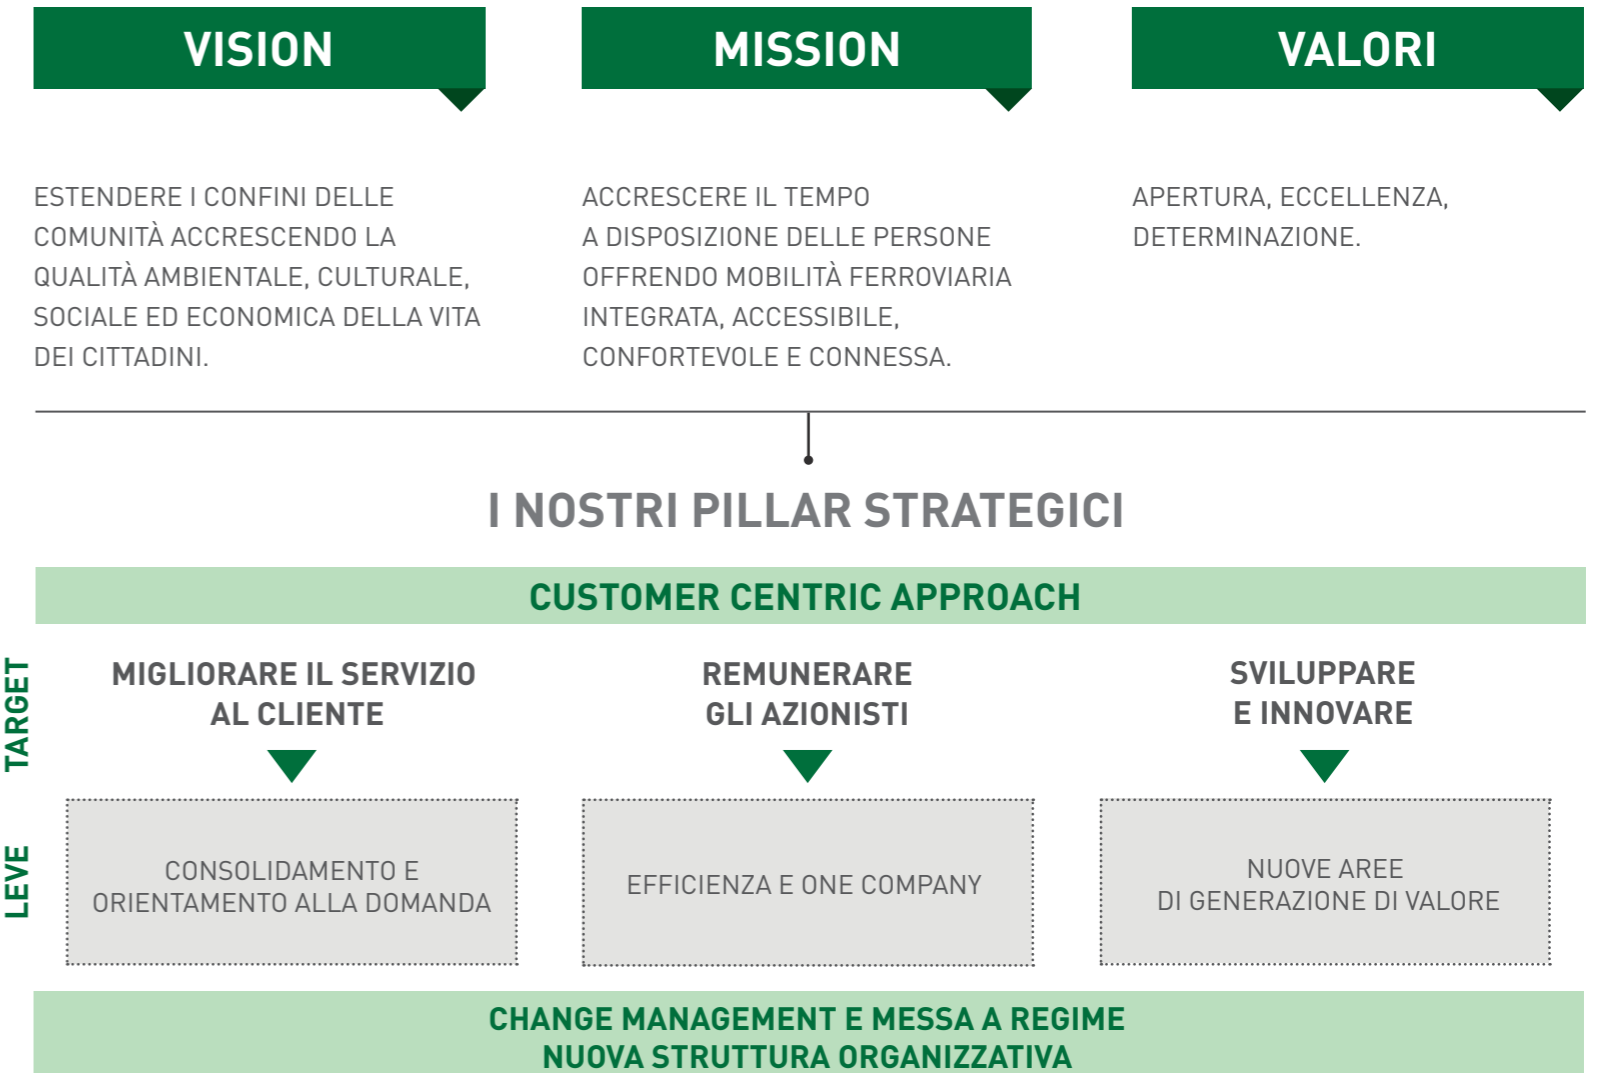 VISION
ESTENDERE I CONFINI DELLE
COMUNITÀ ACCRESCENDO LA
QUALITÀ AMBIENTALE, CULTURALE,
SOCIALE ED ECONOMICA DELLA VITA
DEI CITTADINI.
MISSION
ACCRESCERE IL TEMPO
A DISPOSIZIONE DELLE PERSONE
OFFRENDO MOBILITÀ FERROVIARIA
INTEGRATA, ACCESSIBILE,
CONFORTEVOLE E CONNESSA.
VALORI
APERTURA, ECCELLENZA,
DETERMINAZIONE.
I NOSTRI PILLAR STRATEGICI
CUSTOMER CENTRIC APPROACH
TARGET
MIGLIORARE IL SERVIZIO
AL CLIENTE
REMUNERARE
GLI AZIONISTI
SVILUPPARE
E INNOVARE
LEVE
CONSOLIDAMENTO E
ORIENTAMENTO ALLA DOMANDA
EFFICIENZA E ONE COMPANY
NUOVE AREE
DI GENERAZIONE DI VALORE
CHANGE MANAGEMENT E MESSA A REGIME
NUOVA STRUTTURA ORGANIZZATIVA